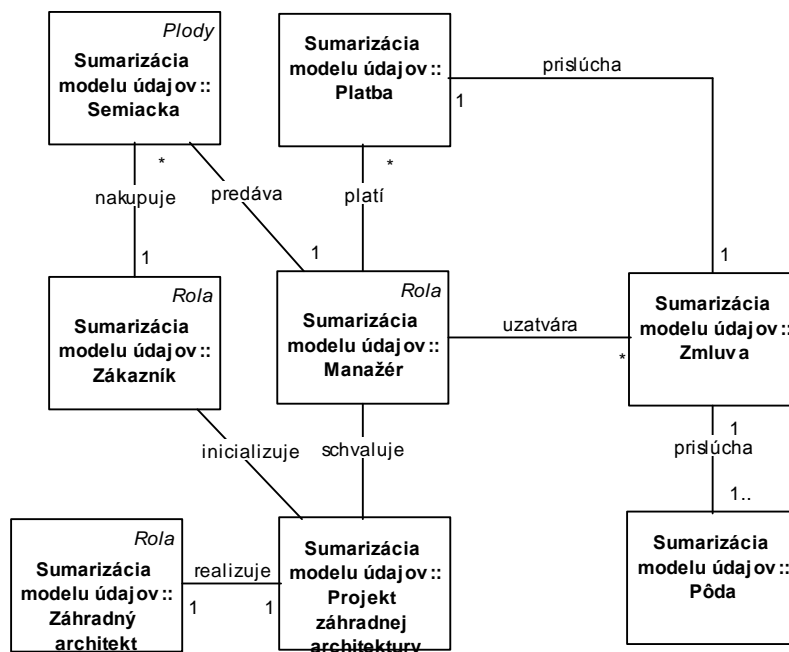 Plody
Sumarizácia
modelu údajov::
Semiacka
Sumarizácia
modelu údajov::
Platba
prislúcha
1
*
nakupuje
1
predáva
1
*
platí
1
Rola
Sumarizácia
modelu údajov::
Zákazník
Rola
Sumarizácia
modelu údajov::
Manažér
uzatvára
*
Sumarizácia
modelu údajov::
Zmluva
inicializuje
schvaluje
1
prislúcha
1..
Rola
Sumarizácia
modelu údajov::
Záhradný
architekt
realizuje
1
1
Sumarizácia
modelu údajov::
Projekt
záhradnej
architektury
Sumarizácia
modelu údajov::
Pôda